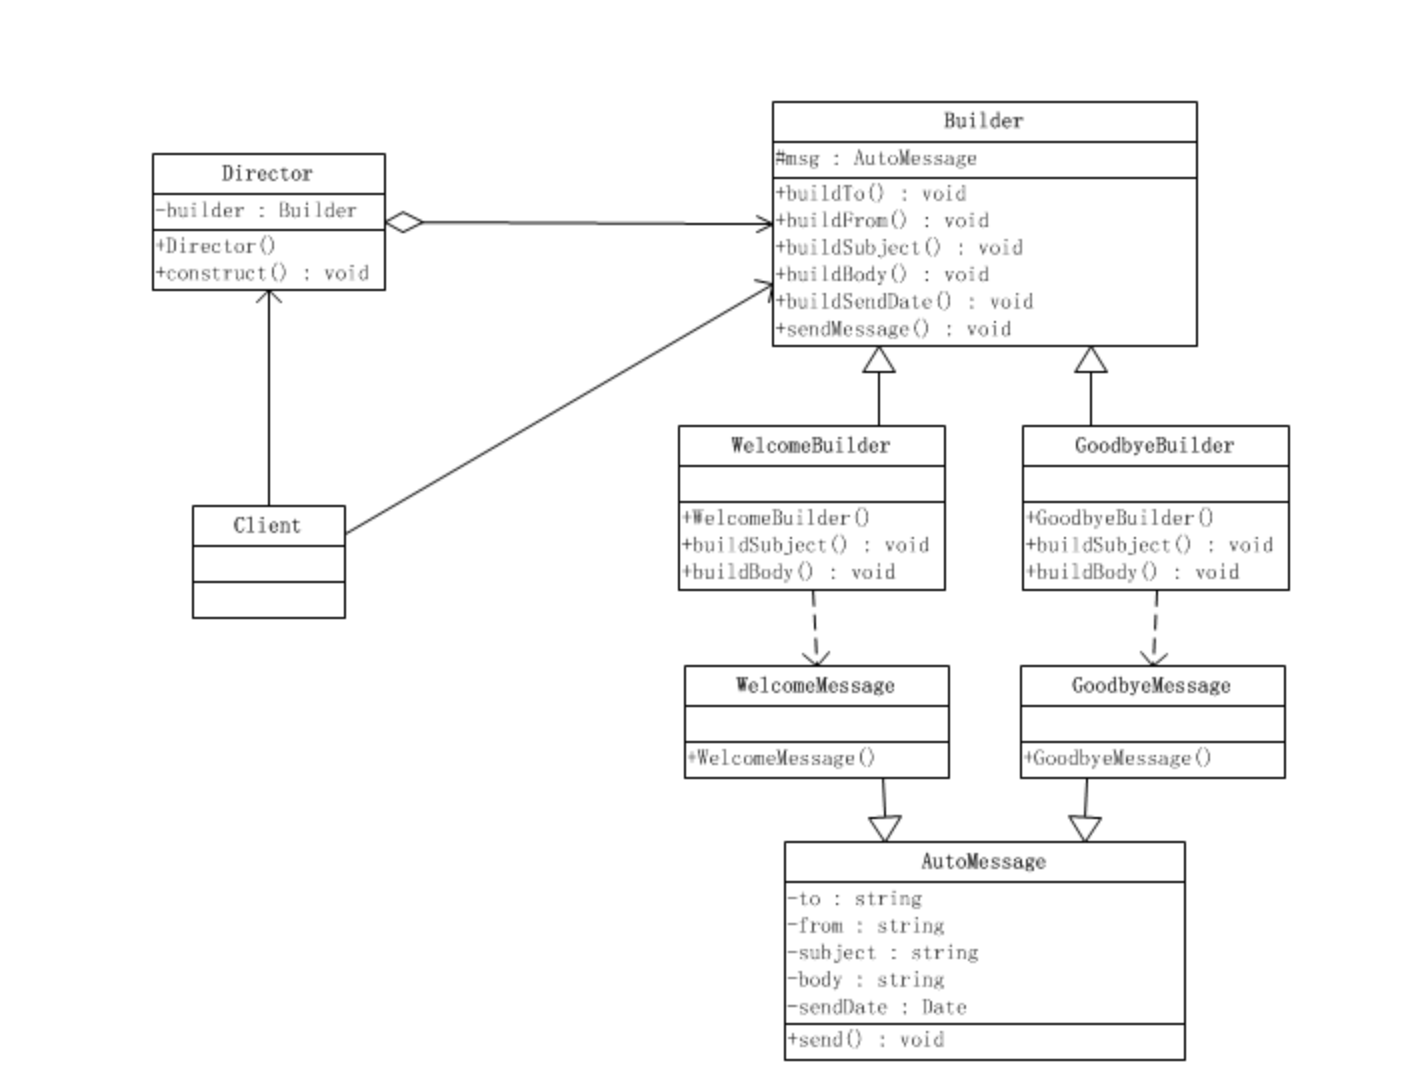 Director
-builder : Builder
+Director()
+construct() : void
Builder
#msg : AutoMessage
+buildTo() : void
+buildFrom() : void
+buildSubject() : void
+buildBody() : void
+buildSendDate() : void
+sendMessage() : void
Client
WelcomeBuilder
+WelcomeBuilder()
+buildSubject() : void
+buildBody() : void
GoodbyeBuilder
+GoodbyeBuilder()
+buildSubject() : void
+buildBody() : void
WelcomeMessage
+WelcomeMessage()
GoodbyeMessage
+GoodbyeMessage()
AutoMessage
-to : string
-from : string
-subject : string
-body : string
-sendDate : Date
+send() : void